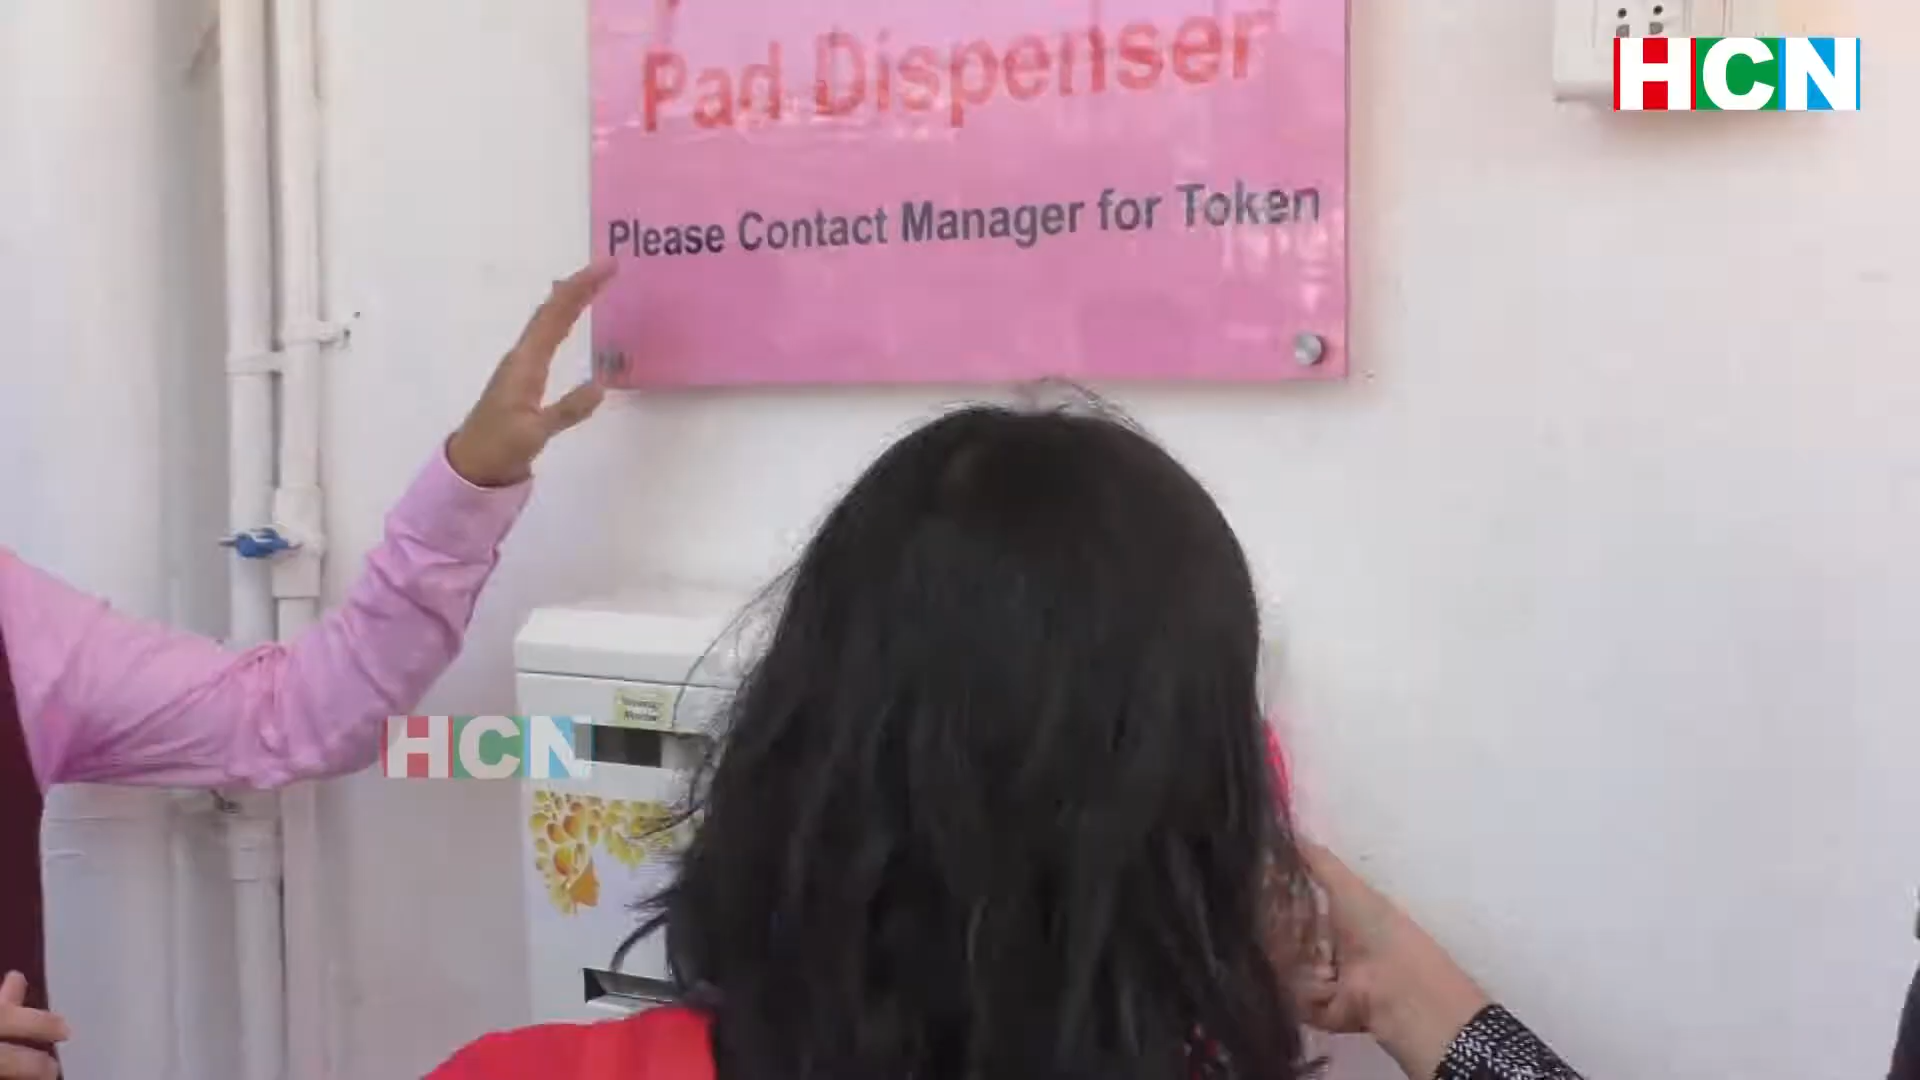 HCN
Pad Dispenser
Please Contact Manager for Token
HCN